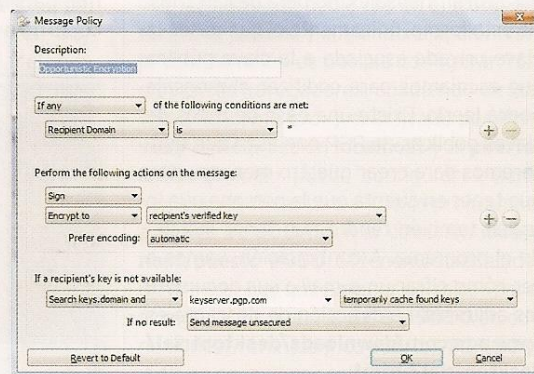 Message Policy
Description:
Opportunistic Encryption
If any of the following conditions are met:
Recipient Domain is *
Perform the following actions on the message:
Sign
Encrypt to recipient's verified key
Prefer encoding: automatic
If a recipient's key is not available:
Search keys.domain and keyserver.pgp.com temporarily cache found keys
If no result: Send message unsecured
Revert to Default OK Cancel